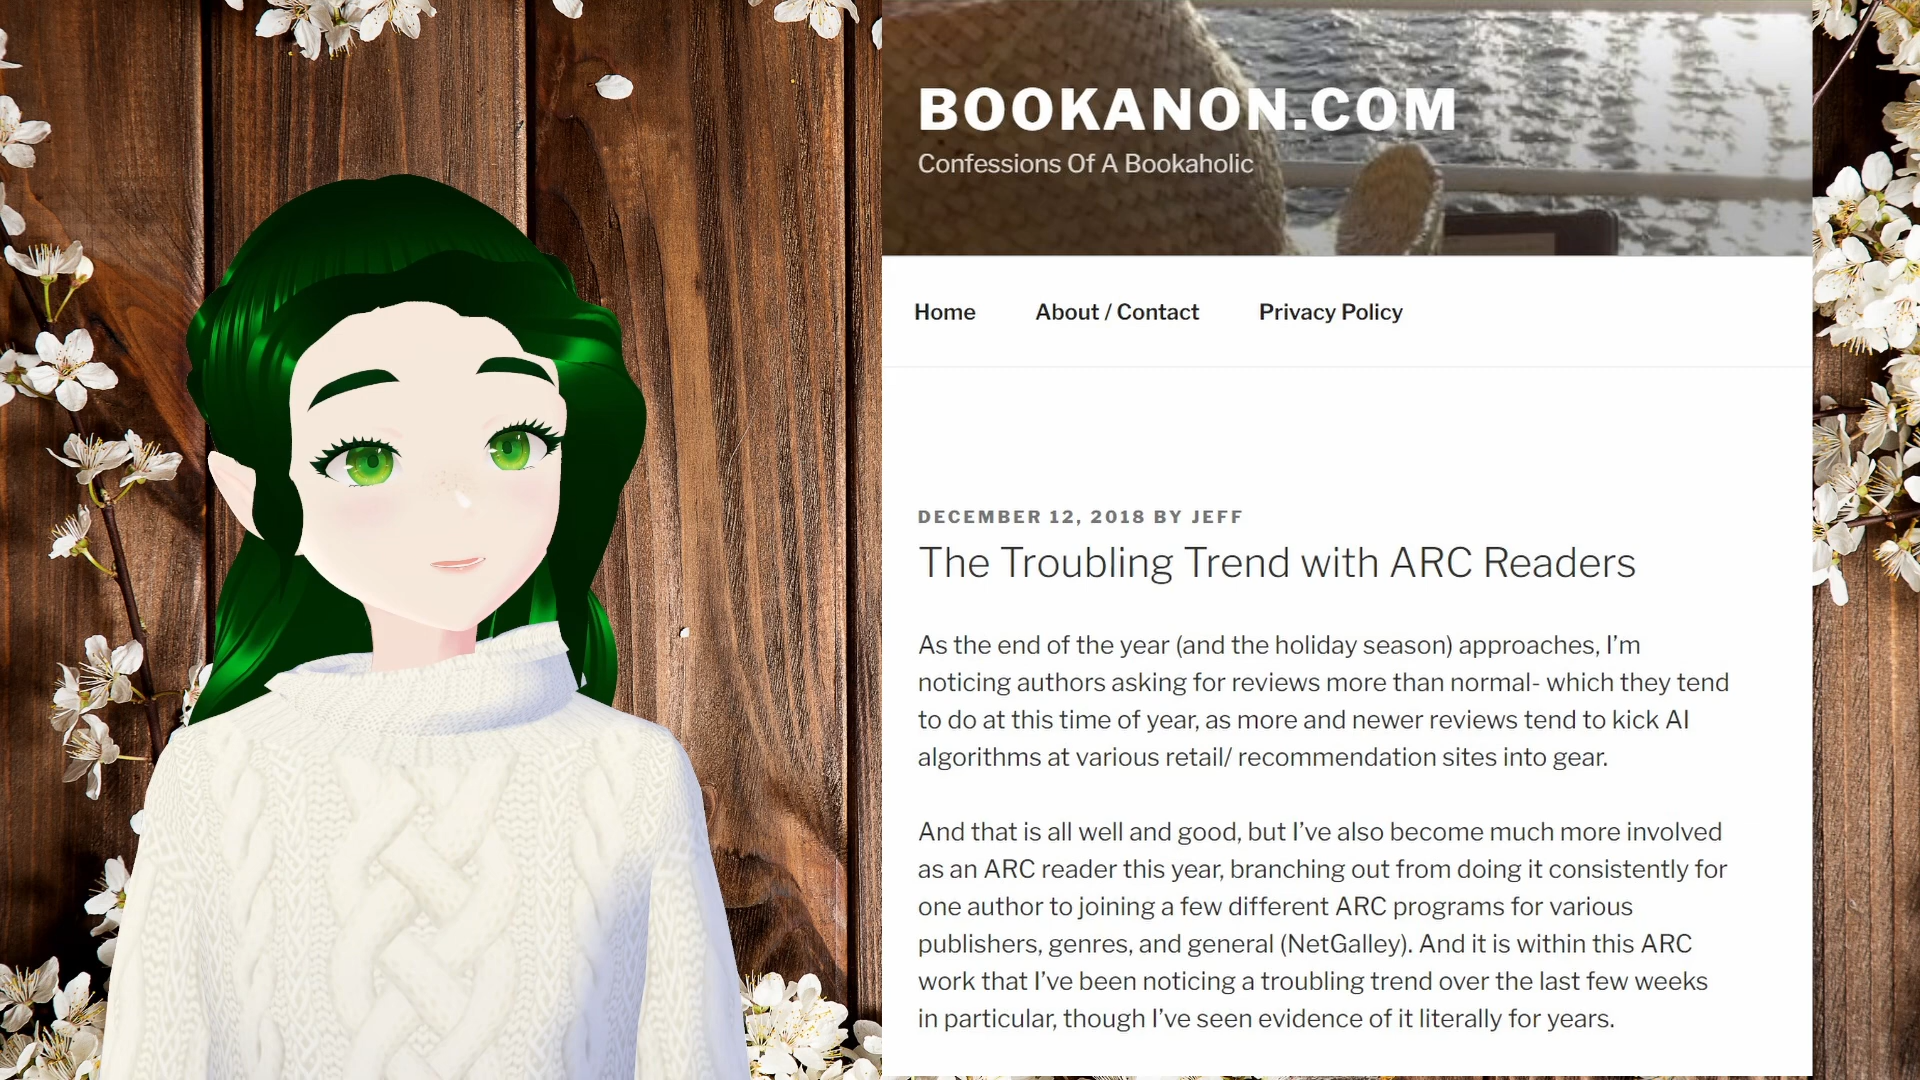 BOOKANON.COM
Confessions Of A Bookaholic
Home About / Contact Privacy Policy
DECEMBER 12, 2018 BY JEFF
The Troubling Trend with ARC Readers
As the end of the year (and the holiday season) approaches, I’m
noticing authors asking for reviews more than normal- which they tend
to do at this time of year, as more and newer reviews tend to kick AI
algorithms at various retail/ recommendation sites into gear.
And that is all well and good, but I’ve also become much more involved
as an ARC reader this year, branching out from doing it consistently for
one author to joining a few different ARC programs for various
publishers, genres, and general (NetGalley). And it is within this ARC
work that I’ve been noticing a troubling trend over the last few weeks
in particular, though I’ve seen evidence of it literally for years.